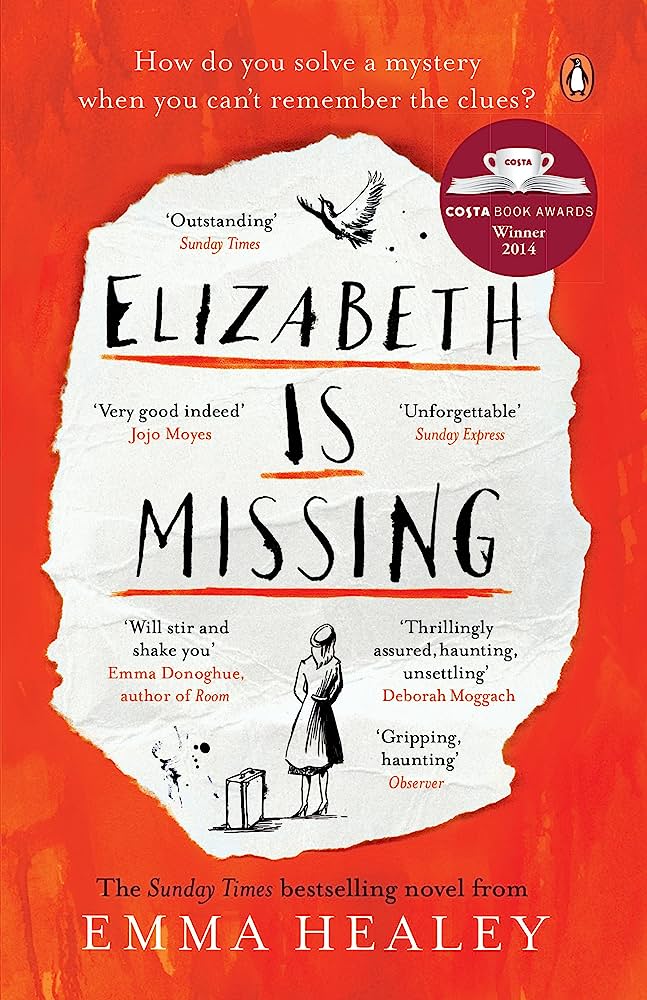 How do you solve a mystery
when you can't remember the clues?
COSTA
COSTA BOOK AWARDS
Winner
2014
‘Outstanding’
Sunday Times
ELIZABETH
IS
MISSING
‘Very good indeed’
Jojo Moyes
‘Unforgettable’
Sunday Express
‘Will stir and
shake you’
Emma Donoghue,
author of Room
‘Thrillingly
assured, haunting,
unsettling’
Deborah Moggach
‘Gripping,
haunting’
Observer
The Sunday Times bestselling novel from
EMMA HEALEY